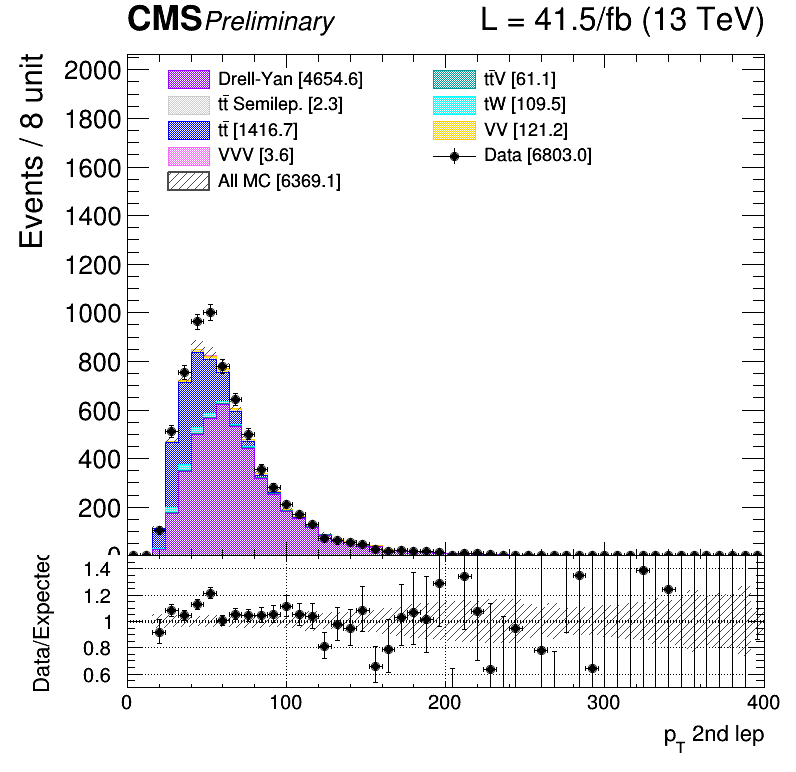 CMS Preliminary L = 41.5/fb (13 TeV)
Events / 8 unit
2000
1800
1600
1400
1200
1000
800
600
400
200
0
Drell-Yan [4654.6]
tt̄ Semilep. [2.3]
tt̄ [1416.7]
VVV [3.6]
All MC [6369.1]
tt̄V [61.1]
tW [109.5]
VV [121.2]
Data [6803.0]
Data/Expected
1.4
1.2
1
0.8
0.6
0 100 200 300 400
p_T 2nd lep